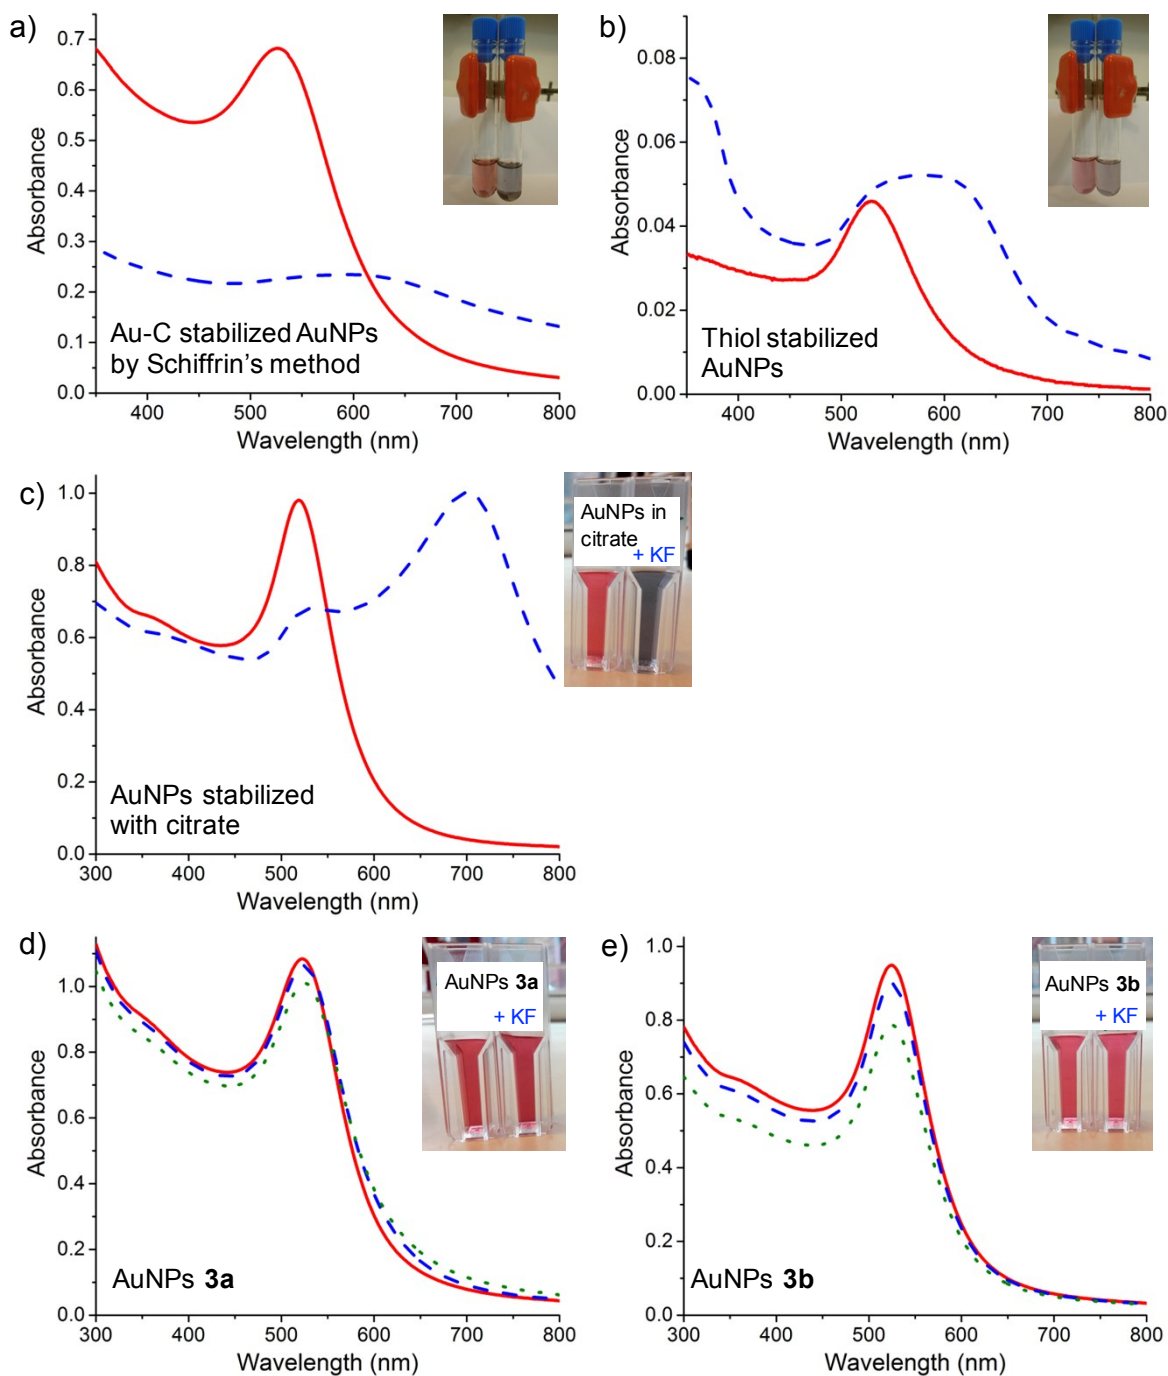 a)
0.7
0.6
0.5
0.4
0.3
0.2
0.1
0.0
400
500
600
700
800
Absorbance
Wavelength (nm)
Au-C stabilized AuNPs
by Schiffrin's method
b)
0.08
0.06
0.04
0.02
0.00
400
500
600
700
800
Absorbance
Wavelength (nm)
Thiol stabilized
AuNPs
c)
1.0
0.8
0.6
0.4
0.2
0.0
300
400
500
600
700
800
Absorbance
Wavelength (nm)
AuNPs stabilized
with citrate
AuNPs in
citrate
+ KF
d)
1.0
0.8
0.6
0.4
0.2
0.0
300
400
500
600
700
800
Absorbance
Wavelength (nm)
AuNPs 3a
AuNPs 3a
+ KF
e)
1.0
0.8
0.6
0.4
0.2
0.0
300
400
500
600
700
800
Absorbance
Wavelength (nm)
AuNPs 3b
AuNPs 3b
+ KF